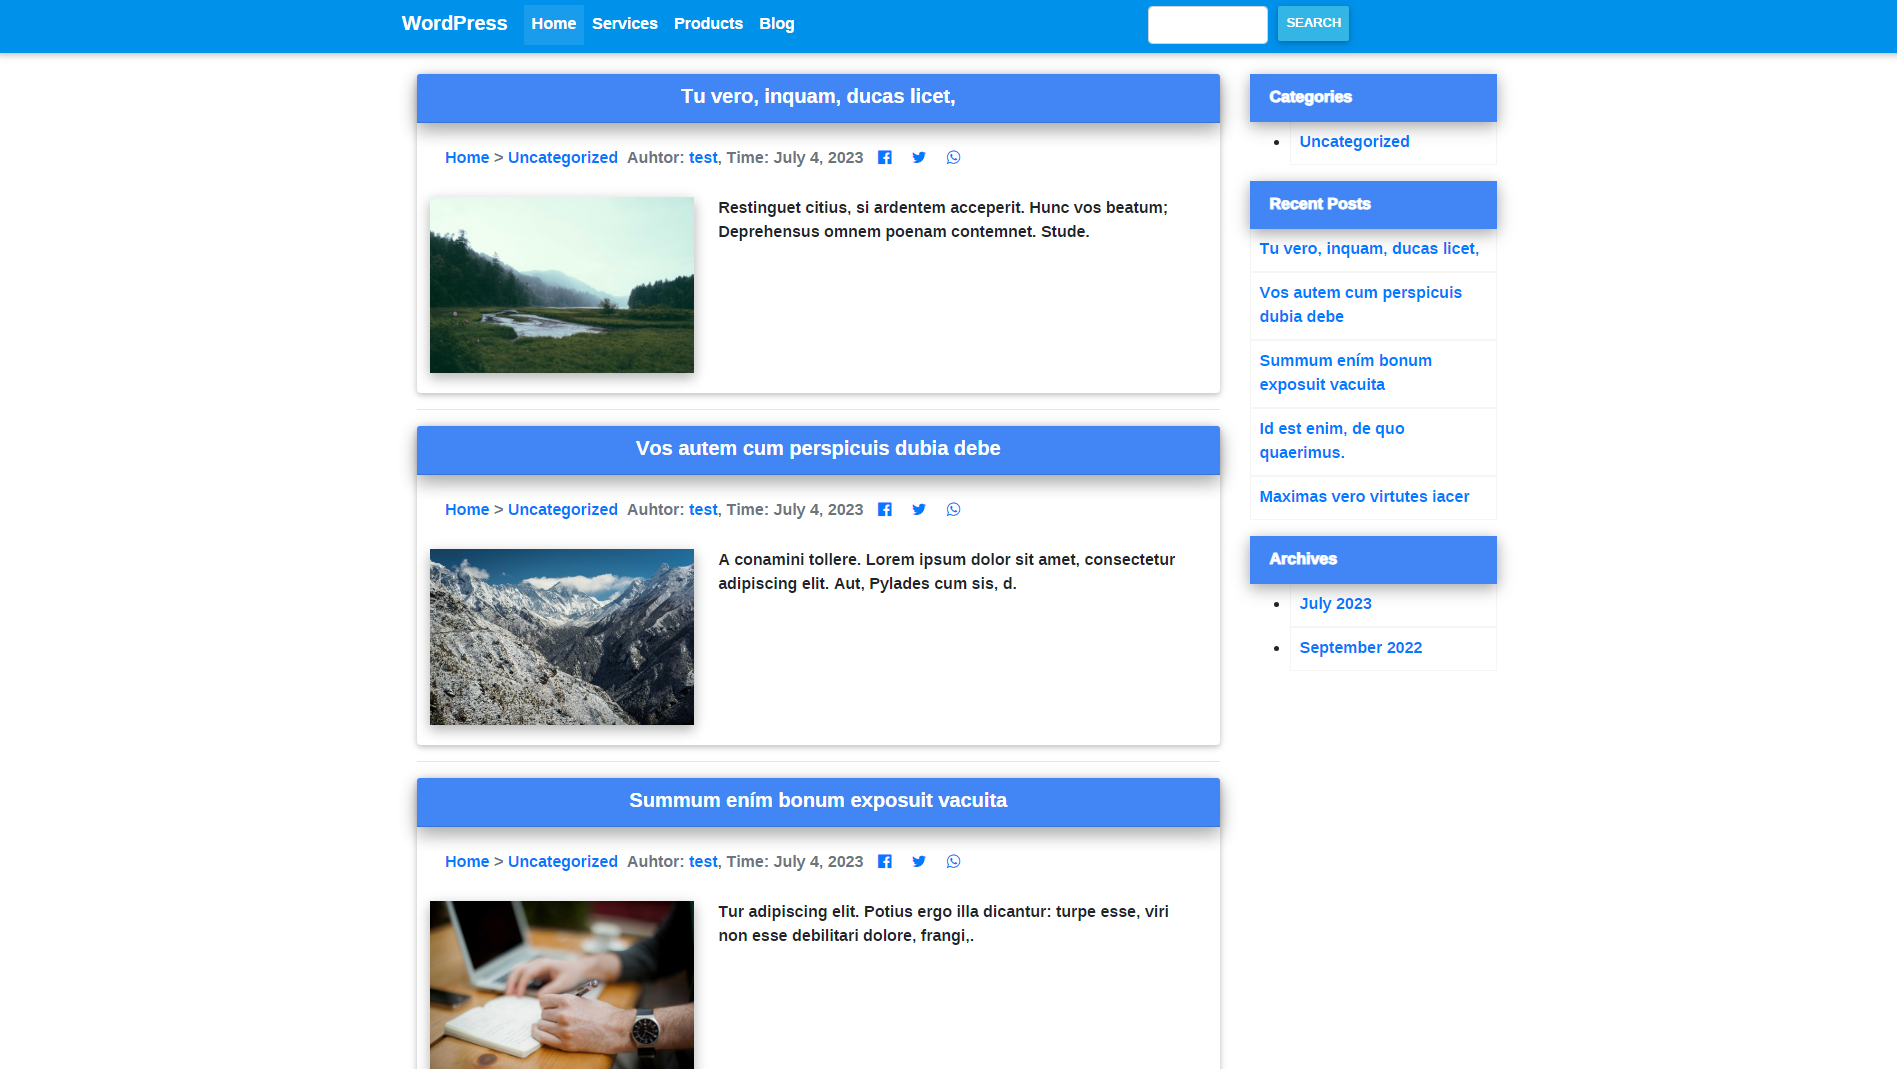 WordPress Home Services Products Blog SEARCH
Tu vero, inquam, ducas licet,
Home > Uncategorized Auhtor: test, Time: July 4, 2023
Restinguet citius, si ardentem acceperit. Hunc vos beatum;
Deprehensus omnem poenam contemnet. Stude.
Vos autem cum perspicuis dubia debe
Home > Uncategorized Auhtor: test, Time: July 4, 2023
A conamini tollere. Lorem ipsum dolor sit amet, consectetur
adipiscing elit. Aut, Pylades cum sis, d.
Summum ením bonum exposuit vacuita
Home > Uncategorized Auhtor: test, Time: July 4, 2023
Tur adipiscing elit. Potius ergo illa dicantur: turpe esse, viri
non esse debilitari dolore, frangi,.
Categories
Uncategorized
Recent Posts
Tu vero, inquam, ducas licet,
Vos autem cum perspicuis
dubia debe
Summum ením bonum
exposuit vacuita
Id est enim, de quo
quaerimus.
Maximas vero virtutes iacer
Archives
July 2023
September 2022